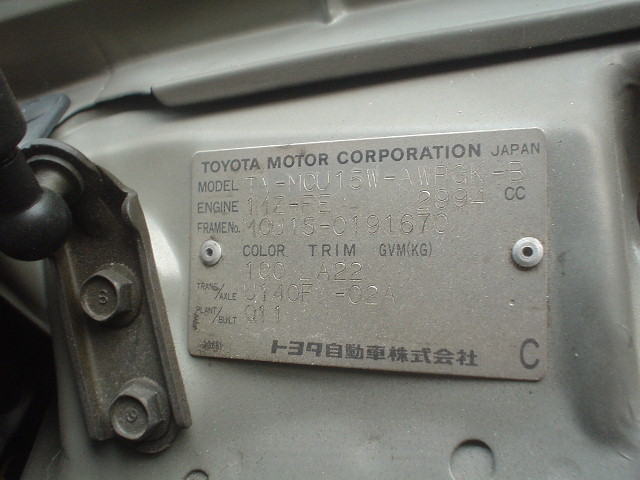 TOYOTA MOTOR CORPORATION JAPAN
MODEL TA-MCU15W-AWPGK-B
ENGINE 1MZ-FE 2994 CC
FRAME No. MCU15-0191670
COLOR TRIM GVM(KG)
1C0 LA22
TRANS/AXLE U140F -02A
PLANT/BUILT Q11
トヨタ自動車株式会社 C